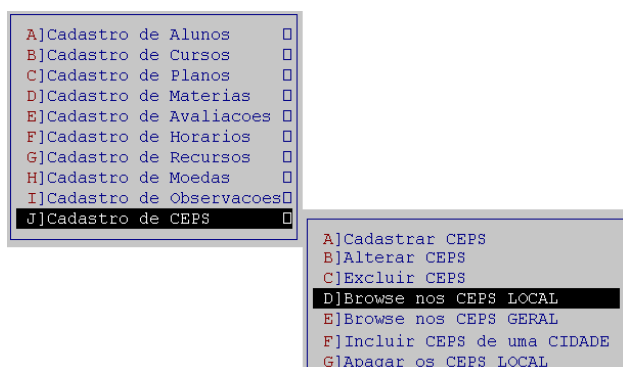 A]Cadastro de Alunos
B]Cadastro de Cursos
C]Cadastro de Planos
D]Cadastro de Materias
E]Cadastro de Avaliacoes
F]Cadastro de Horarios
G]Cadastro de Recursos
H]Cadastro de Moedas
I]Cadastro de Observacoes
J]Cadastro de CEPS
A]Cadastrar CEPS
B]Alterar CEPS
C]Excluir CEPS
D]Browse nos CEPS LOCAL
E]Browse nos CEPS GERAL
F]Incluir CEPS de uma CIDADE
G]Apagar os CEPS LOCAL